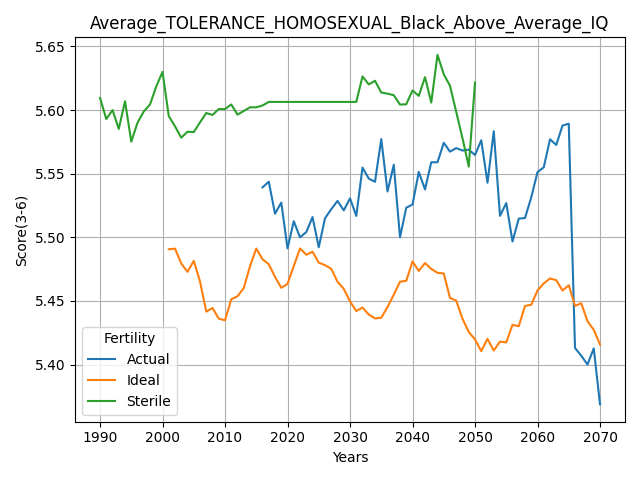 Average_TOLERANCE_HOMOSEXUAL_Black_Above_Average_IQ
Score(3-6)
5.65
5.60
5.55
5.50
5.45
5.40
Fertility
Actual
Ideal
Sterile
1990 2000 2010 2020 2030 2040 2050 2060 2070
Years